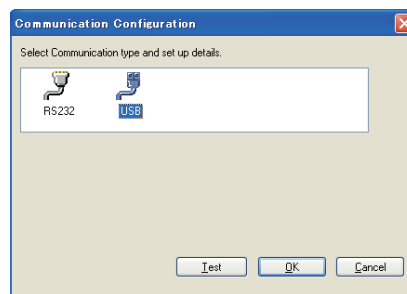 Communication Configuration
Select Communication type and set up details.
RS232 USB
Test OK Cancel